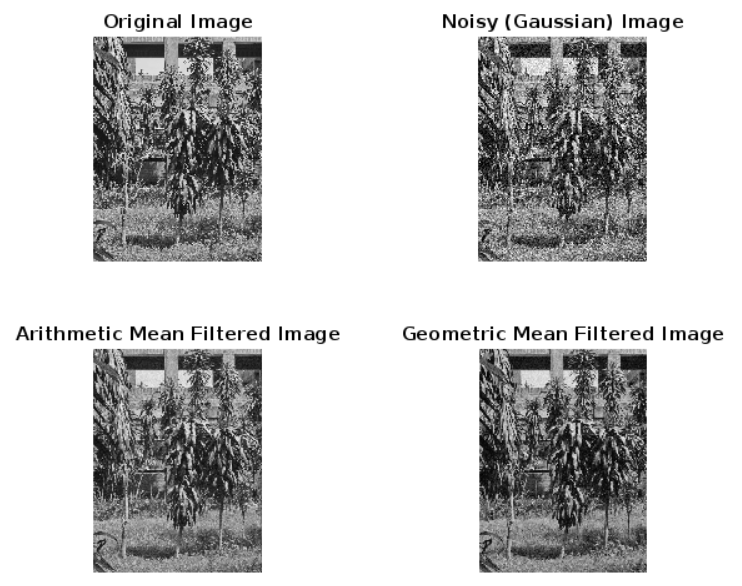 Original Image
Noisy (Gaussian) Image
Arithmetic Mean Filtered Image
Geometric Mean Filtered Image